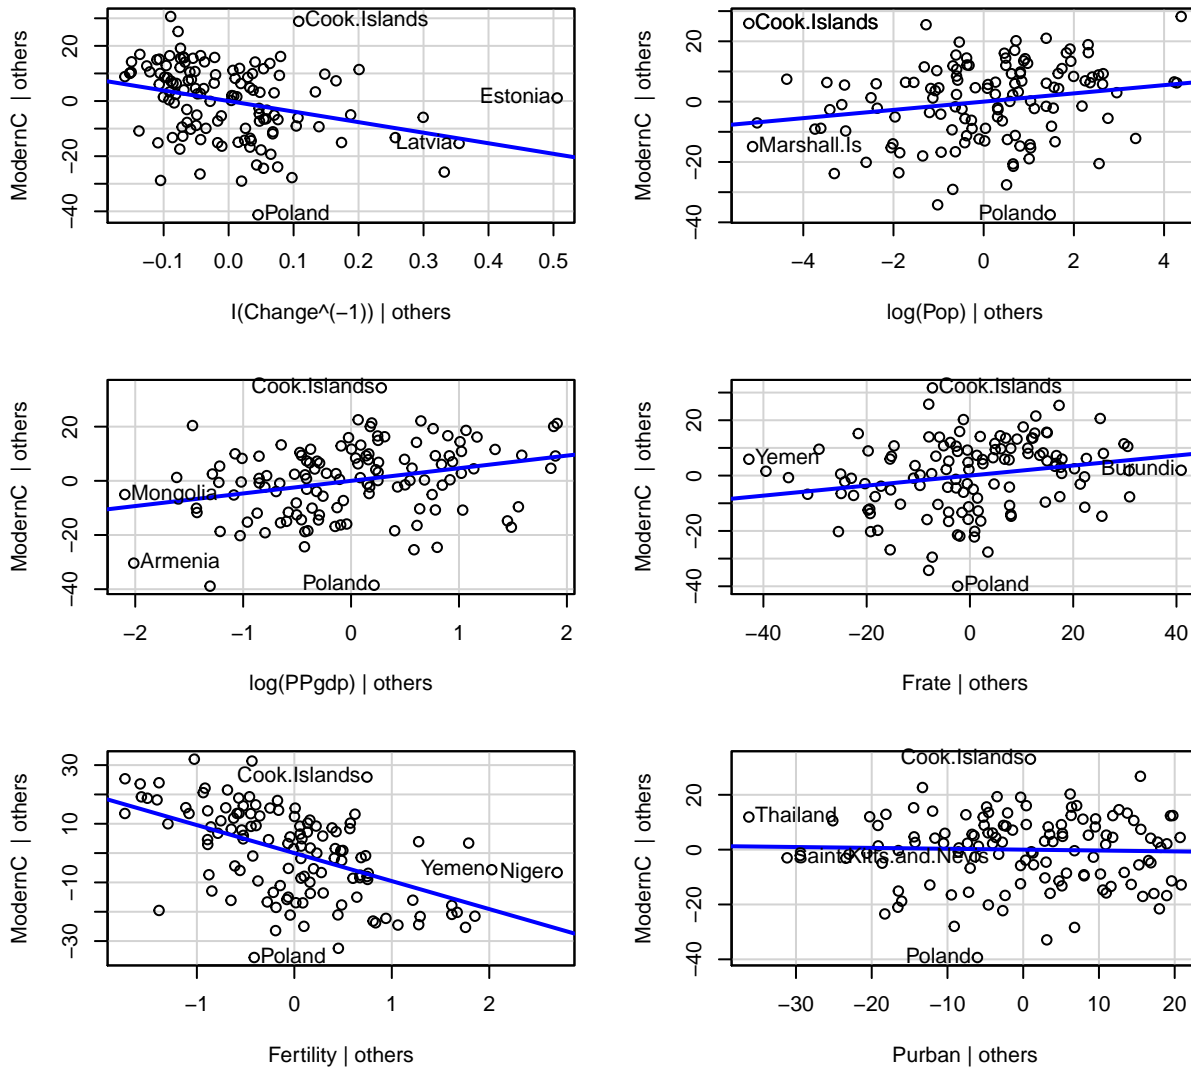 Cook.Islands
Estonia
Latvia
Poland
ModernC | others
−40 −20 0 20
−0.1 0.0 0.1 0.2 0.3 0.4 0.5
I(Change^(−1)) | others
Cook.Islands
Marshall.Is
Poland
ModernC | others
−40 −20 0 20
−4 −2 0 2 4
log(Pop) | others
Cook.Islands
Mongolia
Armenia
Poland
ModernC | others
−40 −20 0 20
−2 −1 0 1 2
log(PPgdp) | others
Cook.Islands
Yemen
Burundi
Poland
ModernC | others
−40 −20 0 20
−40 −20 0 20 40
Frate | others
Cook.Islands
Yemen
Niger
Poland
ModernC | others
−30 −10 10 30
−1 0 1 2
Fertility | others
Cook.Islands
Thailand
Saint.Kitts.and.Nevis
Poland
ModernC | others
−40 −20 0 20
−30 −20 −10 0 10 20
Purban | others